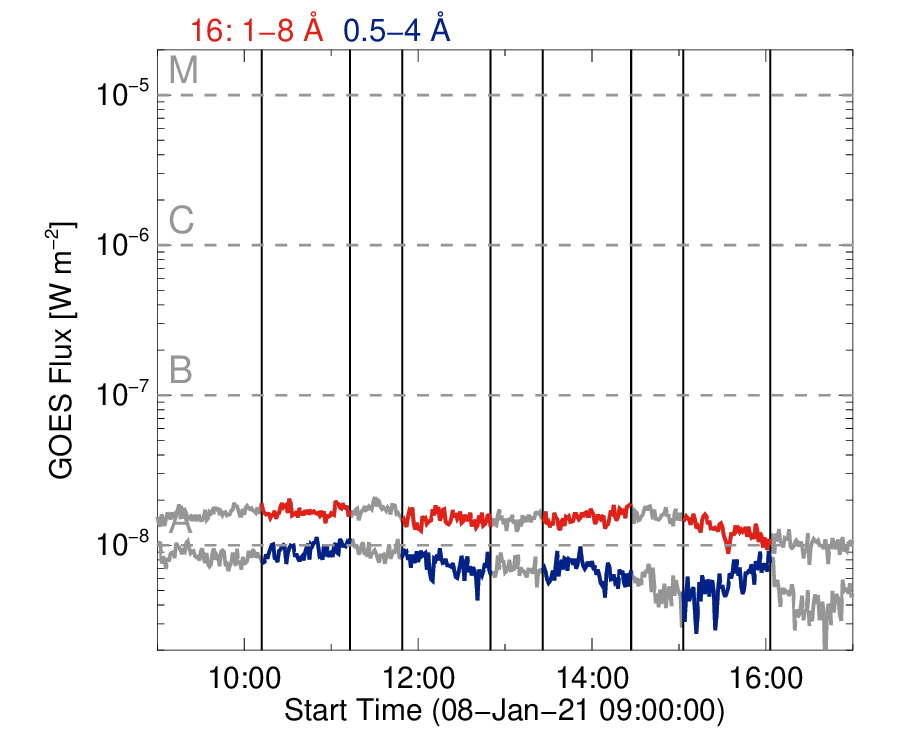 16: 1−8 Å 0.5−4 Å
M
10⁻⁵
C
10⁻⁶
B
10⁻⁷
A
10⁻⁸
GOES Flux [W m⁻²]
10:00 12:00 14:00 16:00
Start Time (08−Jan−21 09:00:00)